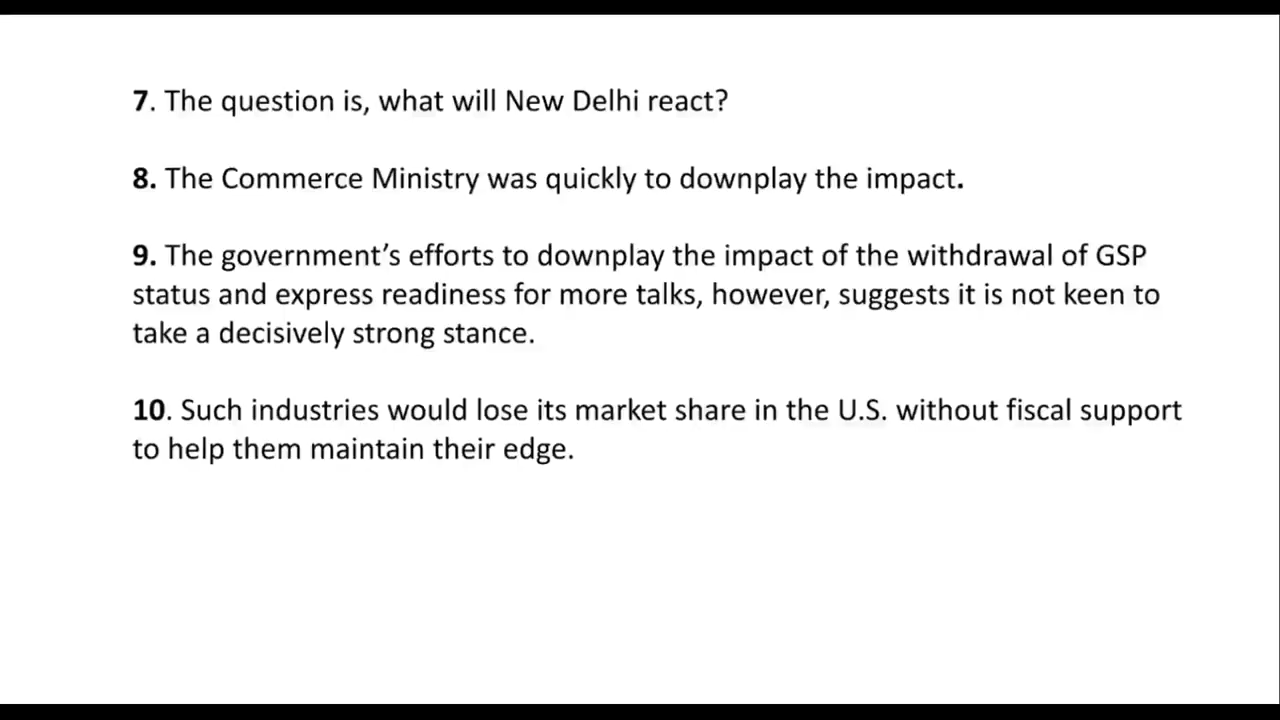 7. The question is, what will New Delhi react?
8. The Commerce Ministry was quickly to downplay the impact.
9. The government’s efforts to downplay the impact of the withdrawal of GSP
status and express readiness for more talks, however, suggests it is not keen to
take a decisively strong stance.
10. Such industries would lose its market share in the U.S. without fiscal support
to help them maintain their edge.